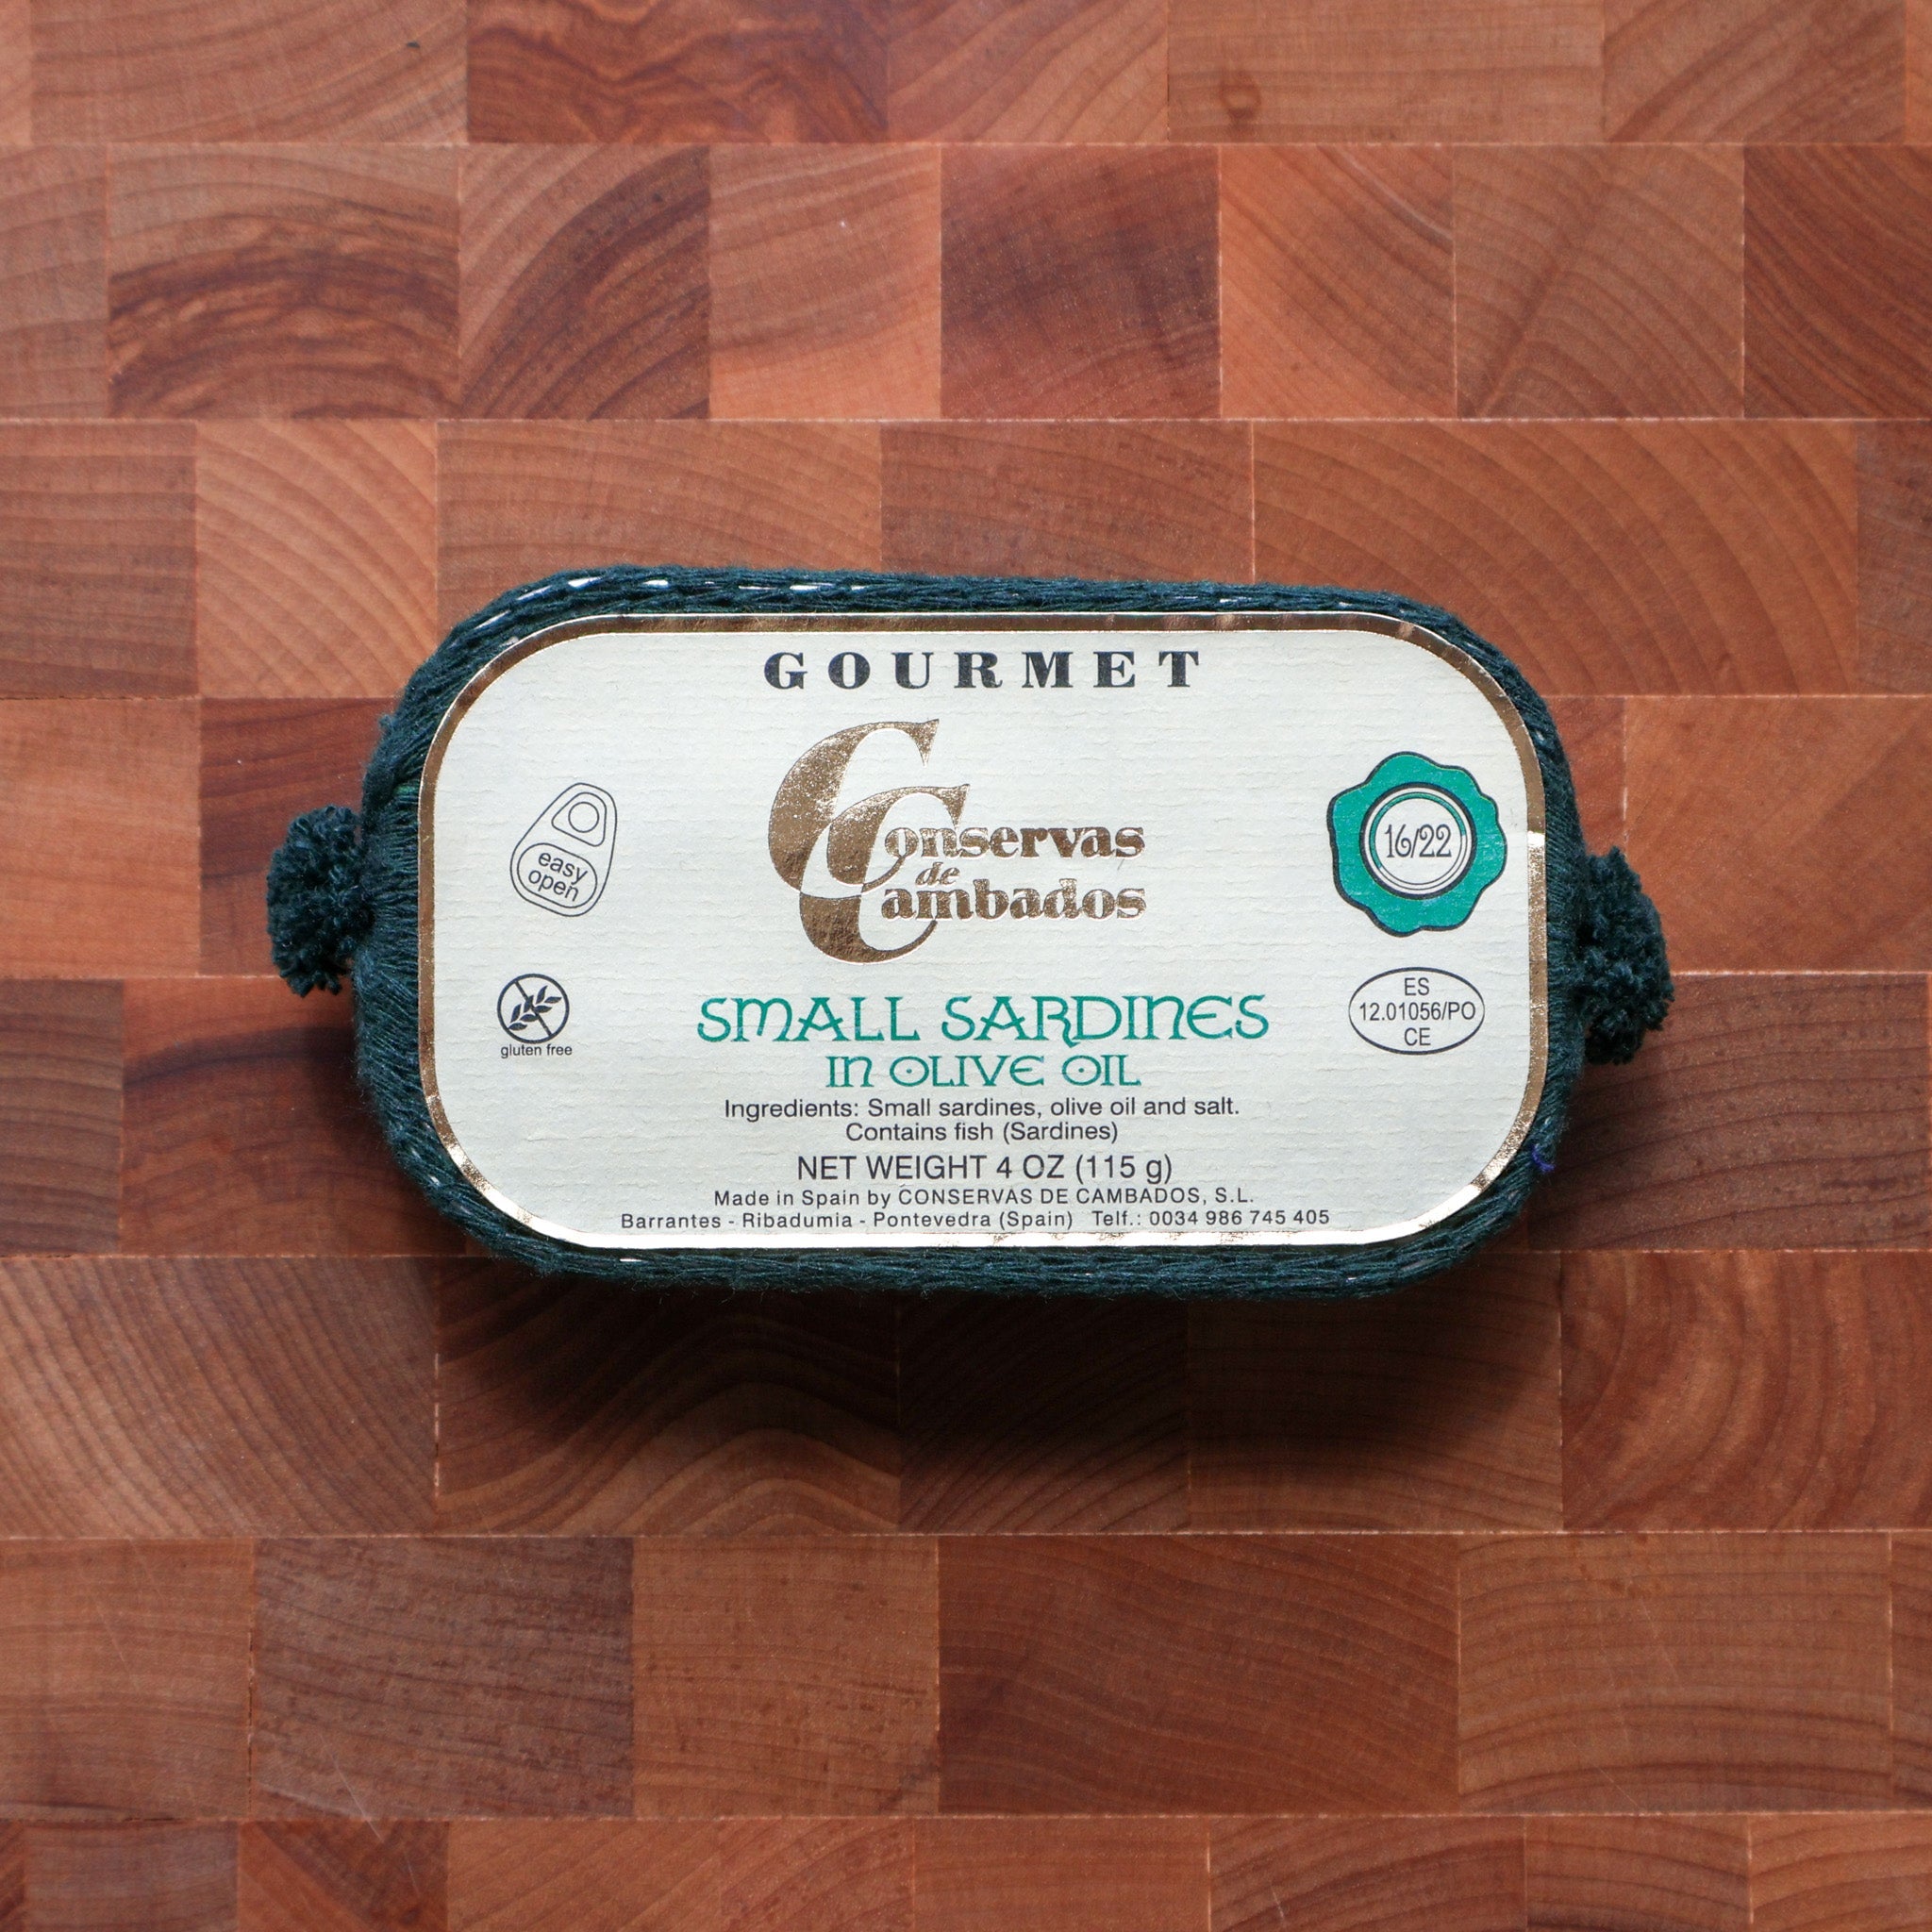 GOURMET
Conservas
de
Cambados
easy
open
16/22
gluten free
ES
12.01056/PO
CE
SMALL SARDINES
IN OLIVE OIL
Ingredients: Small sardines, olive oil and salt.
Contains fish (Sardines)
NET WEIGHT 4 OZ (115 g)
Made in Spain by CONSERVAS DE CAMBADOS, S.L.
Barrantes - Ribadumia - Pontevedra (Spain) Telf.: 0034 986 745 405